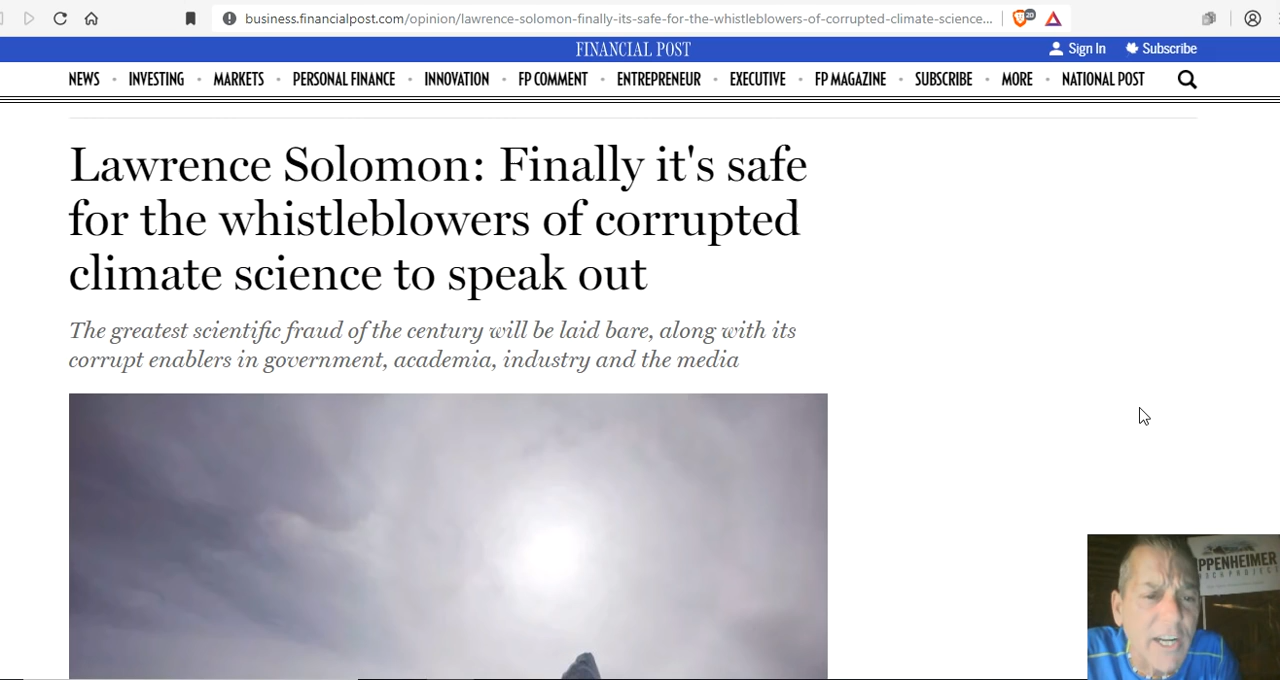 business.financialpost.com/opinion/lawrence-solomon-finally-its-safe-for-the-whistleblowers-of-corrupted-climate-science...
20
FINANCIAL POST
Sign In
Subscribe
NEWS • INVESTING • MARKETS • PERSONAL FINANCE • INNOVATION • FP COMMENT • ENTREPRENEUR • EXECUTIVE • FP MAGAZINE • SUBSCRIBE • MORE • NATIONAL POST
Lawrence Solomon: Finally it's safe
for the whistleblowers of corrupted
climate science to speak out
The greatest scientific fraud of the century will be laid bare, along with its
corrupt enablers in government, academia, industry and the media
PPENHEIMER